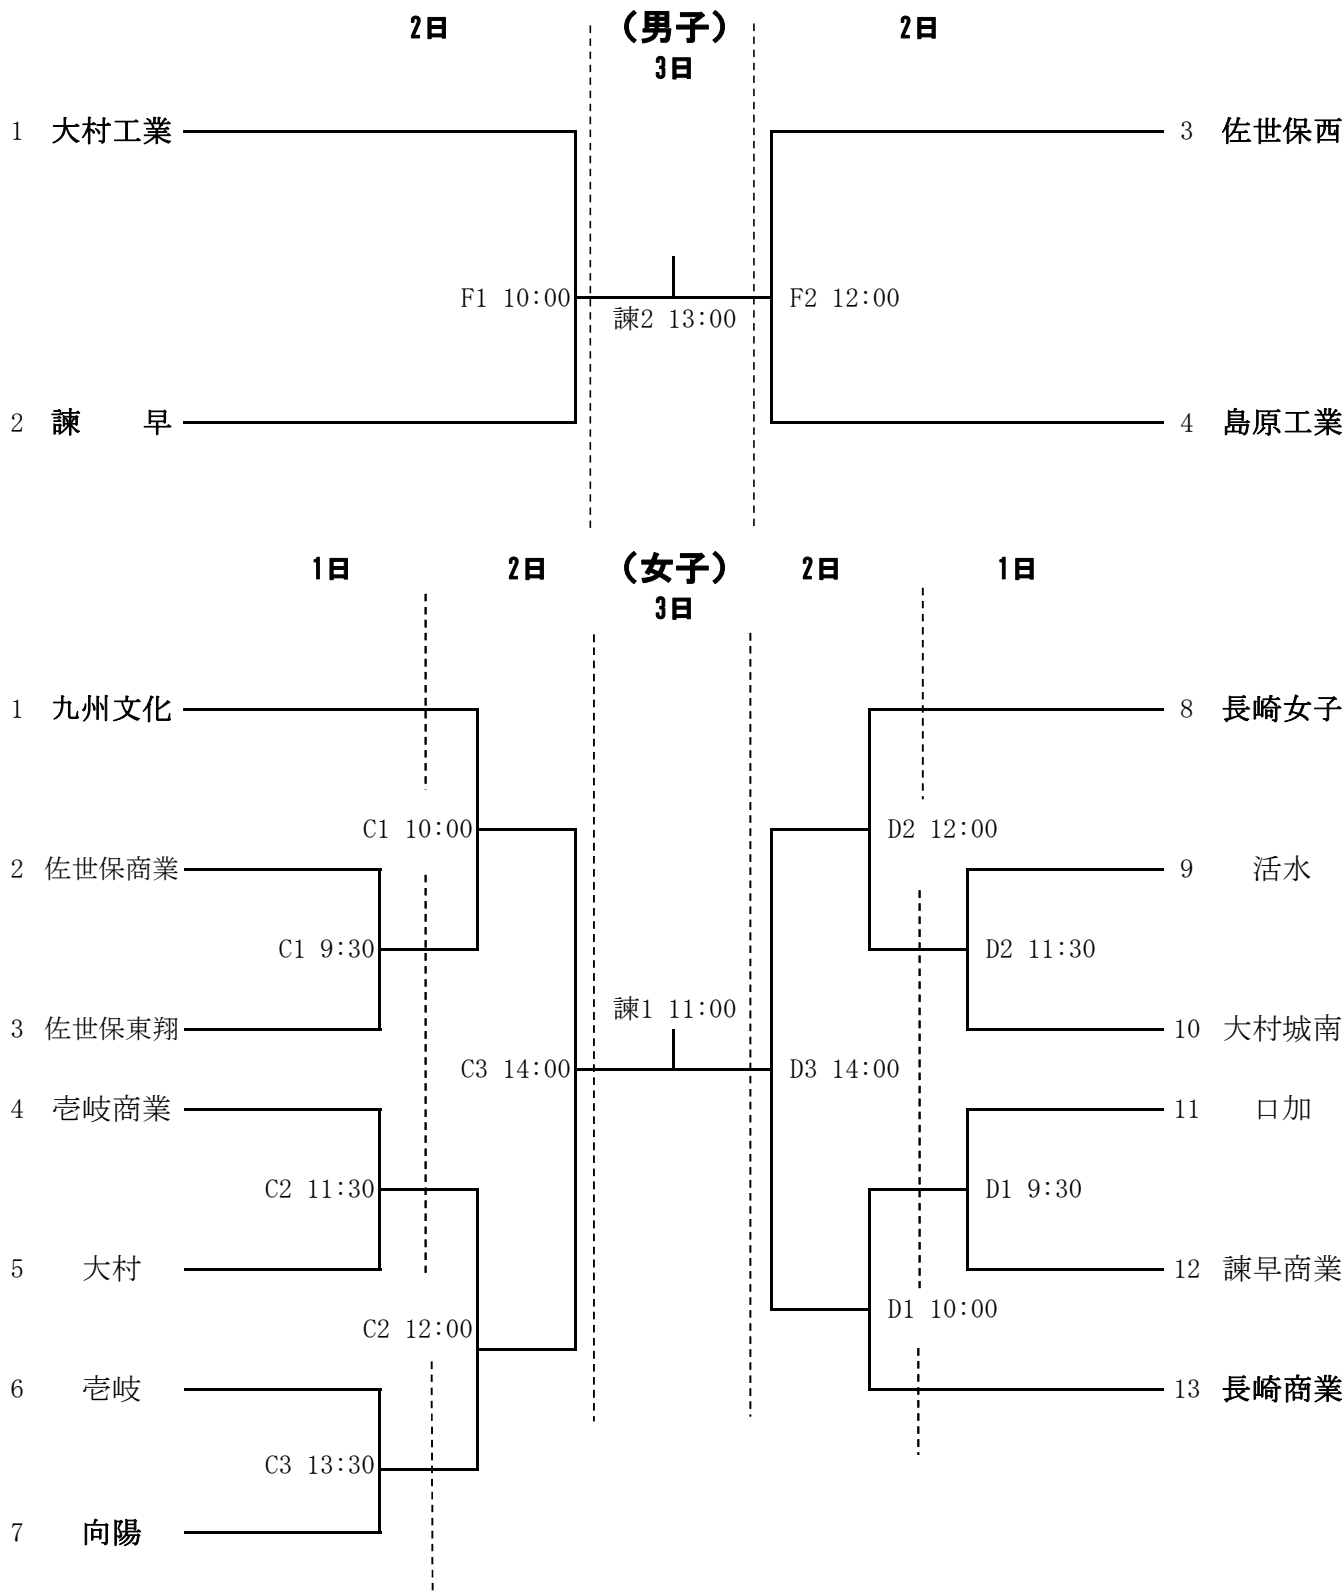 2日 (男子) 2日
3日
1 大村工業 3 佐世保西
F1 10:00 F2 12:00
諫2 13:00
2 諫　早 4 島原工業
1日 2日 (女子) 2日 1日
3日
1 九州文化 8 長崎女子
C1 10:00 D2 12:00
2 佐世保商業 9 活水
C1 9:30 D2 11:30
諫1 11:00
3 佐世保東翔 10 大村城南
C3 14:00 D3 14:00
4 壱岐商業 11 口加
C2 11:30 D1 9:30
5 大村 12 諫早商業
D1 10:00
C2 12:00
6 壱岐 13 長崎商業
C3 13:30
7 向陽